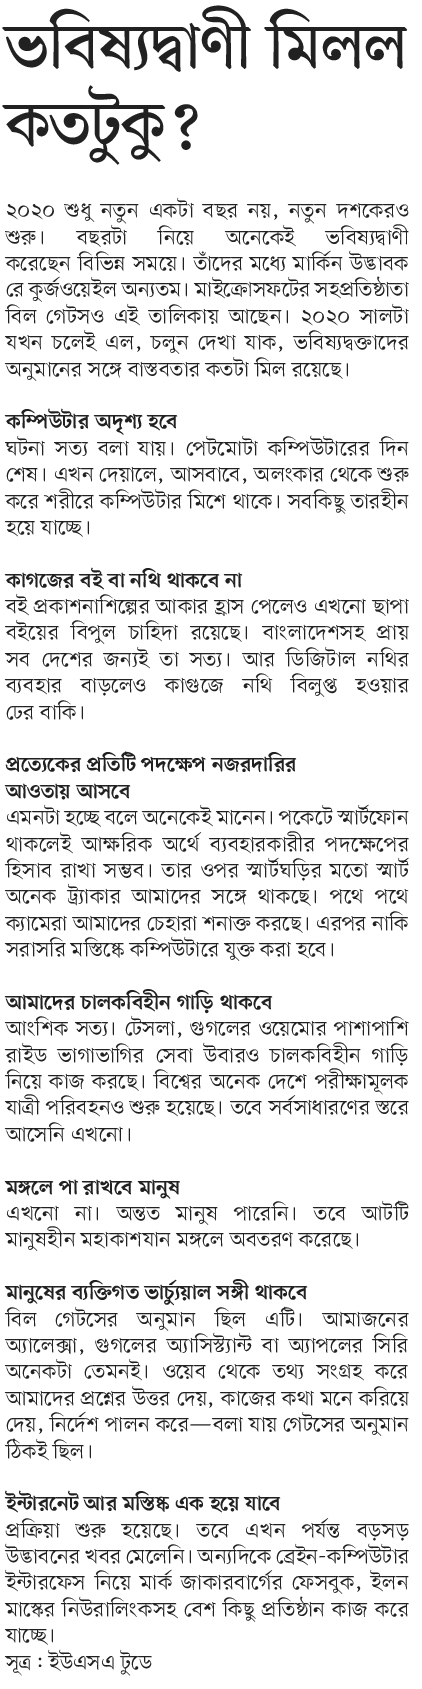 ভবিষ্যদ্বাণী মিলল
কতটুকু?
২০২০ শুধু নতুন একটা বছর নয়, নতুন দশকেরও
শুরু। বছরটা নিয়ে অনেকেই ভবিষ্যদ্বাণী
করেছেন বিভিন্ন সময়ে। তাঁদের মধ্যে মার্কিন উদ্ভাবক
রে কুর্জওয়েইল অন্যতম। মাইক্রোসফটের সহপ্রতিষ্ঠাতা
বিল গেটসও এই তালিকায় আছেন। ২০২০ সালটা
যখন চলেই এল, চলুন দেখা যাক, ভবিষ্যদ্বক্তাদের
অনুমানের সঙ্গে বাস্তবতার কতটা মিল রয়েছে।
কম্পিউটার অদৃশ্য হবে
ঘটনা সত্য বলা যায়। পেটমোটা কম্পিউটারের দিন
শেষ। এখন দেয়ালে, আসবাবে, অলংকার থেকে শুরু
করে শরীরে কম্পিউটার মিশে থাকে। সবকিছু তারহীন
হয়ে যাচ্ছে।
কাগজের বই বা নথি থাকবে না
বই প্রকাশনাশিল্পের আকার হ্রাস পেলেও এখনো ছাপা
বইয়ের বিপুল চাহিদা রয়েছে। বাংলাদেশসহ প্রায়
সব দেশের জন্যই তা সত্য। আর ডিজিটাল নথির
ব্যবহার বাড়লেও কাগুজে নথি বিলুপ্ত হওয়ার
ঢের বাকি।
প্রত্যেকের প্রতিটি পদক্ষেপ নজরদারির
আওতায় আসবে
এমনটা হচ্ছে বলে অনেকেই মানেন। পকেটে স্মার্টফোন
থাকলেই আক্ষরিক অর্থে ব্যবহারকারীর পদক্ষেপের
হিসাব রাখা সম্ভব। তার ওপর স্মার্টঘড়ির মতো স্মার্ট
অনেক ট্র্যাকার আমাদের সঙ্গে থাকছে। পথে পথে
ক্যামেরা আমাদের চেহারা শনাক্ত করছে। এরপর নাকি
সরাসরি মস্তিষ্কে কম্পিউটারে যুক্ত করা হবে।
আমাদের চালকবিহীন গাড়ি থাকবে
আংশিক সত্য। টেসলা, গুগলের ওয়েমোর পাশাপাশি
রাইড ভাগাভাগির সেবা উবারও চালকবিহীন গাড়ি
নিয়ে কাজ করছে। বিশ্বের অনেক দেশে পরীক্ষামূলক
যাত্রী পরিবহনও শুরু হয়েছে। তবে সর্বসাধারণের স্তরে
আসেনি এখনো।
মঙ্গলে পা রাখবে মানুষ
এখনো না। অন্তত মানুষ পারেনি। তবে আটটি
মানুষহীন মহাকাশযান মঙ্গলে অবতরণ করেছে।
মানুষের ব্যক্তিগত ভার্চ্যুয়াল সঙ্গী থাকবে
বিল গেটসের অনুমান ছিল এটি। আমাজনের
অ্যালেক্সা, গুগলের অ্যাসিস্ট্যান্ট বা অ্যাপলের সিরি
অনেকটা তেমনই। ওয়েব থেকে তথ্য সংগ্রহ করে
আমাদের প্রশ্নের উত্তর দেয়, কাজের কথা মনে করিয়ে
দেয়, নির্দেশ পালন করে—বলা যায় গেটসের অনুমান
ঠিকই ছিল।
ইন্টারনেট আর মস্তিষ্ক এক হয়ে যাবে
প্রক্রিয়া শুরু হয়েছে। তবে এখন পর্যন্ত বড়সড়
উদ্ভাবনের খবর মেলেনি। অন্যদিকে ব্রেইন-কম্পিউটার
ইন্টারফেস নিয়ে মার্ক জাকারবার্গের ফেসবুক, ইলন
মাস্কের নিউরালিংকসহ বেশ কিছু প্রতিষ্ঠান কাজ করে
যাচ্ছে।
সূত্র : ইউএসএ টুডে